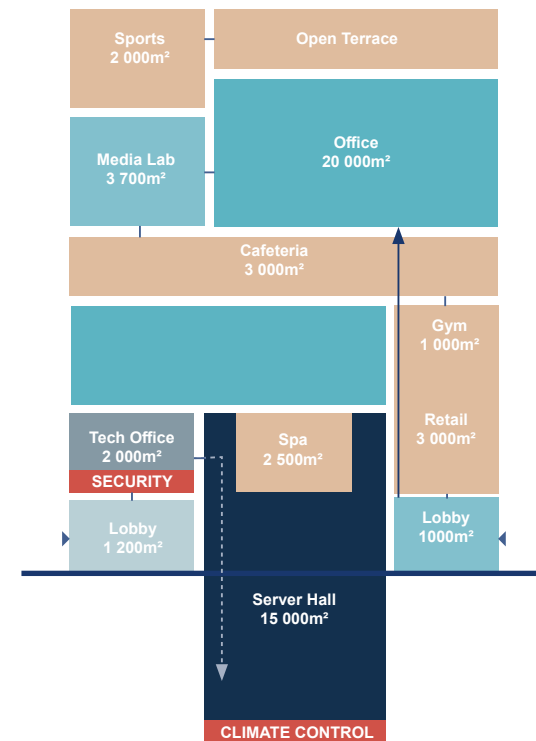 Sports
2 000m²
Open Terrace
Office
20 000m²
Media Lab
3 700m²
Cafeteria
3 000m²
Gym
1 000m²
Retail
3 000m²
Tech Office
2 000m²
SECURITY
Spa
2 500m²
Lobby
1 200m²
Lobby
1000m²
Server Hall
15 000m²
CLIMATE CONTROL